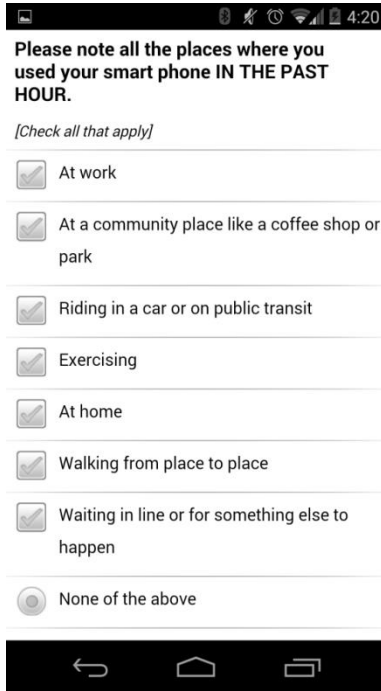 4:20
Please note all the places where you
used your smart phone IN THE PAST
HOUR.
[Check all that apply]
At work
At a community place like a coffee shop or
park
Riding in a car or on public transit
Exercising
At home
Walking from place to place
Waiting in line or for something else to
happen
None of the above